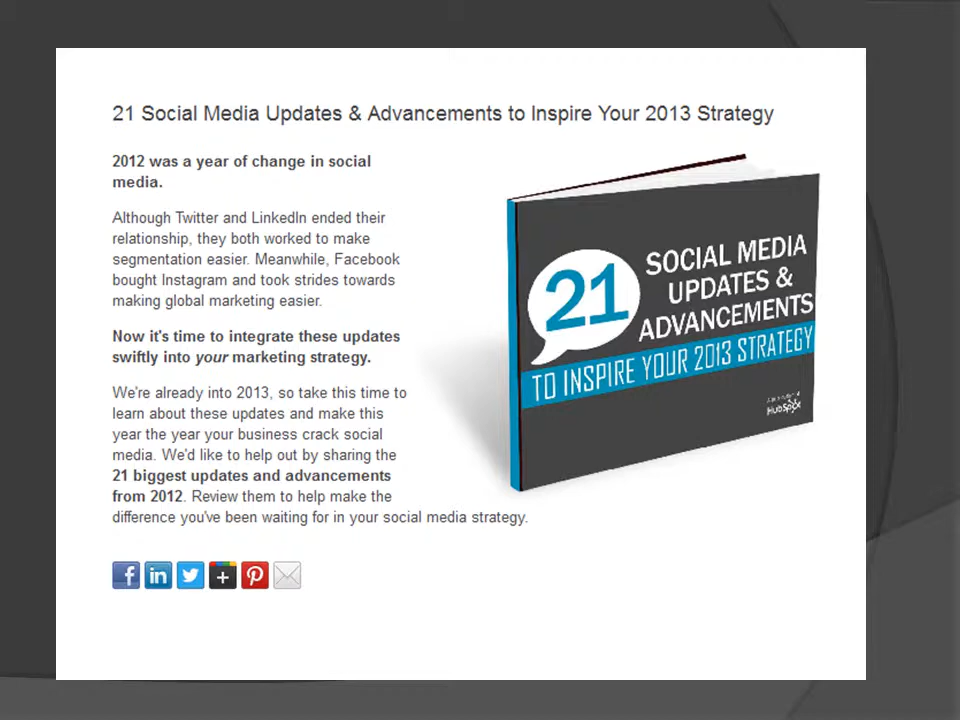 21 Social Media Updates & Advancements to Inspire Your 2013 Strategy
2012 was a year of change in social
media.
Although Twitter and LinkedIn ended their
relationship, they both worked to make
segmentation easier. Meanwhile, Facebook
bought Instagram and took strides towards
making global marketing easier.
Now it's time to integrate these updates
swiftly into your marketing strategy.
We're already into 2013, so take this time to
learn about these updates and make this
year the year your business crack social
media. We'd like to help out by sharing the
21 biggest updates and advancements
from 2012. Review them to help make the
difference you've been waiting for in your social media strategy.
21
SOCIAL MEDIA
UPDATES &
ADVANCEMENTS
TO INSPIRE YOUR 2013 STRATEGY
HubSpot
f in +